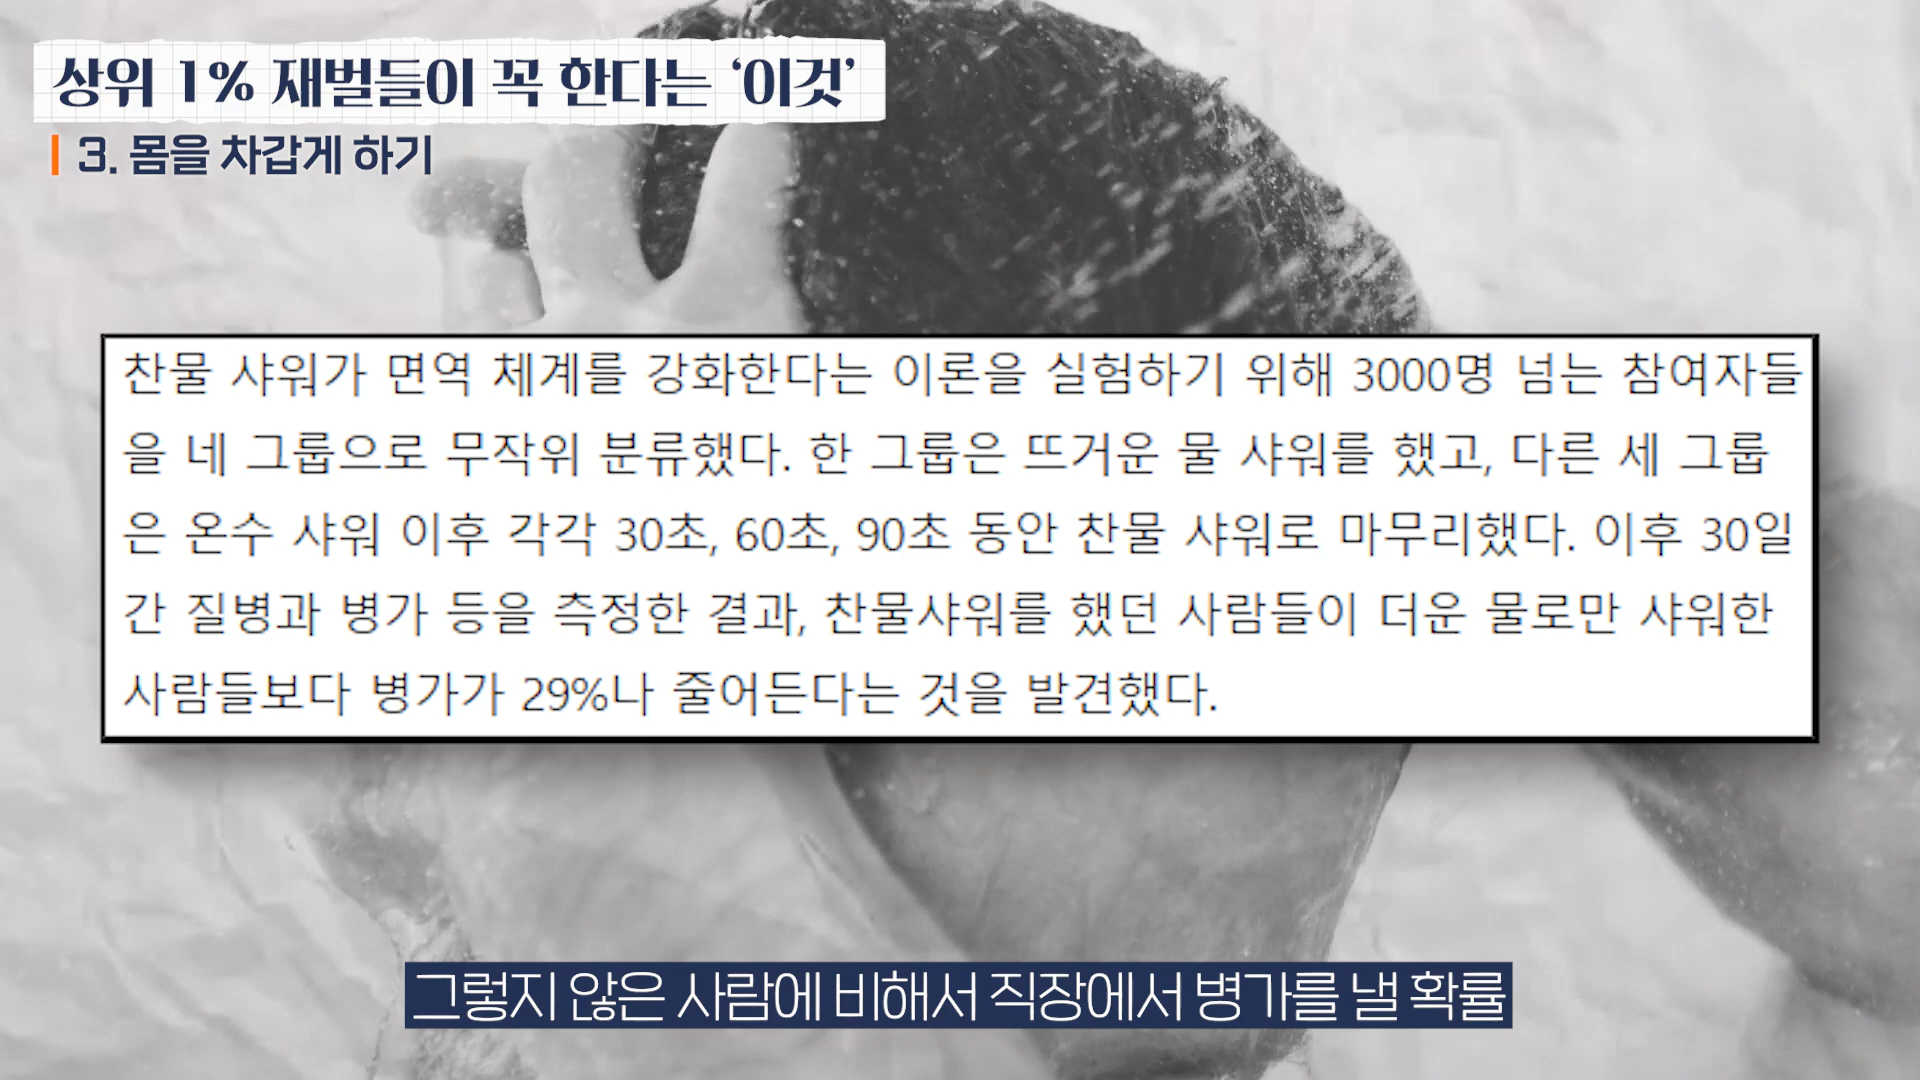 상위 1% 재벌들이 꼭 한다는 ‘이것’
3. 몸을 차갑게 하기
찬물 샤워가 면역 체계를 강화한다는 이론을 실험하기 위해 3000명 넘는 참여자들
을 네 그룹으로 무작위 분류했다. 한 그룹은 뜨거운 물 샤워를 했고, 다른 세 그룹
은 온수 샤워 이후 각각 30초, 60초, 90초 동안 찬물 샤워로 마무리했다. 이후 30일
간 질병과 병가 등을 측정한 결과, 찬물샤워를 했던 사람들이 더운 물로만 샤워한
사람들보다 병가가 29%나 줄어든다는 것을 발견했다.
그렇지 않은 사람에 비해서 직장에서 병가를 낼 확률